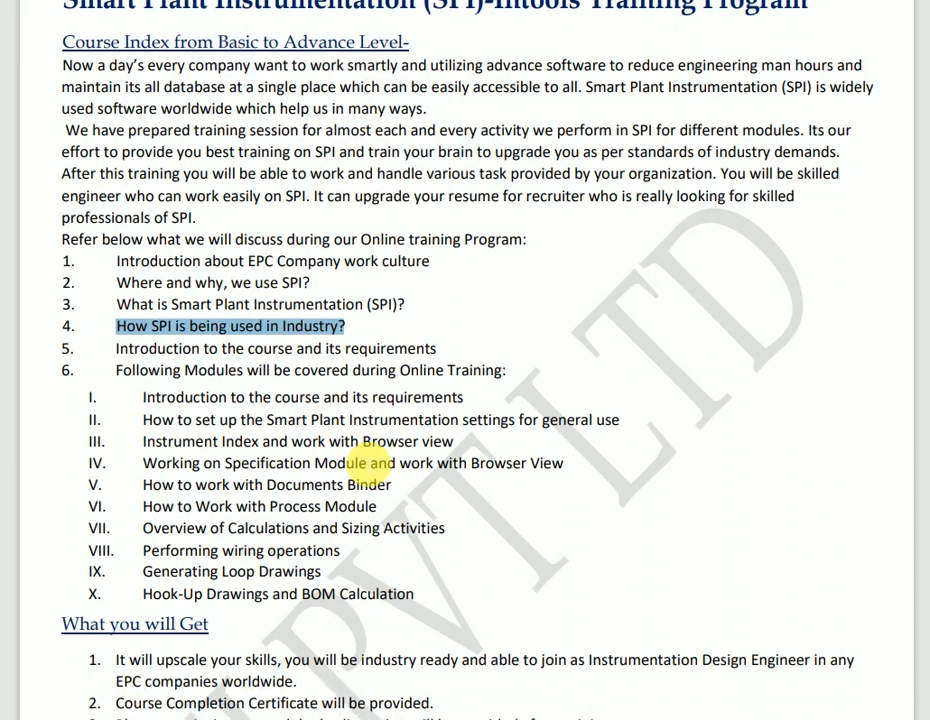 Smart Plant Instrumentation (SPI)-Intools Training Program
Course Index from Basic to Advance Level-
Now a day's every company want to work smartly and utilizing advance software to reduce engineering man hours and
maintain its all database at a single place which can be easily accessible to all. Smart Plant Instrumentation (SPI) is widely
used software worldwide which help us in many ways.
We have prepared training session for almost each and every activity we perform in SPI for different modules. Its our
effort to provide you best training on SPI and train your brain to upgrade you as per standards of industry demands.
After this training you will be able to work and handle various task provided by your organization. You will be skilled
engineer who can work easily on SPI. It can upgrade your resume for recruiter who is really looking for skilled
professionals of SPI.
Refer below what we will discuss during our Online training Program:
1. Introduction about EPC Company work culture
2. Where and why, we use SPI?
3. What is Smart Plant Instrumentation (SPI)?
4. How SPI is being used in Industry?
5. Introduction to the course and its requirements
6. Following Modules will be covered during Online Training:
I. Introduction to the course and its requirements
II. How to set up the Smart Plant Instrumentation settings for general use
III. Instrument Index and work with Browser view
IV. Working on Specification Module and work with Browser View
V. How to work with Documents Binder
VI. How to Work with Process Module
VII. Overview of Calculations and Sizing Activities
VIII. Performing wiring operations
IX. Generating Loop Drawings
X. Hook-Up Drawings and BOM Calculation
What you will Get
1. It will upscale your skills, you will be industry ready and able to join as Instrumentation Design Engineer in any
EPC companies worldwide.
2. Course Completion Certificate will be provided.
PVT LTD